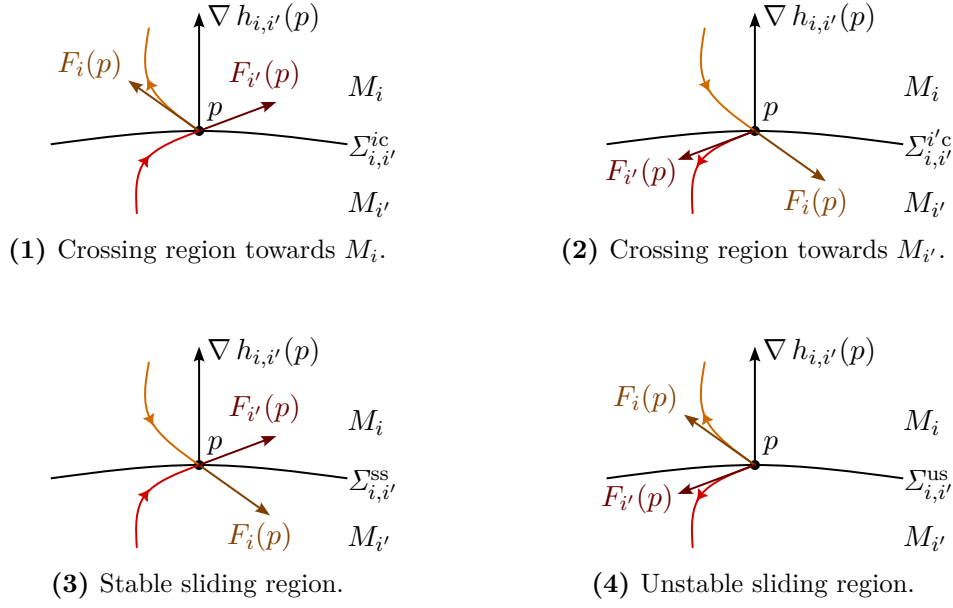 ∇ h_{i,i′}(p)
F_i(p)
F_{i′}(p)
M_i
p
Σ^{ic}_{i,i′}
M_{i′}
(1) Crossing region towards M_i.
∇ h_{i,i′}(p)
M_i
p
Σ^{i′c}_{i,i′}
F_{i′}(p)
F_i(p)
M_{i′}
(2) Crossing region towards M_{i′}.
∇ h_{i,i′}(p)
F_{i′}(p)
M_i
p
Σ^{ss}_{i,i′}
F_i(p)
M_{i′}
(3) Stable sliding region.
∇ h_{i,i′}(p)
F_i(p)
M_i
p
Σ^{us}_{i,i′}
F_{i′}(p)
M_{i′}
(4) Unstable sliding region.